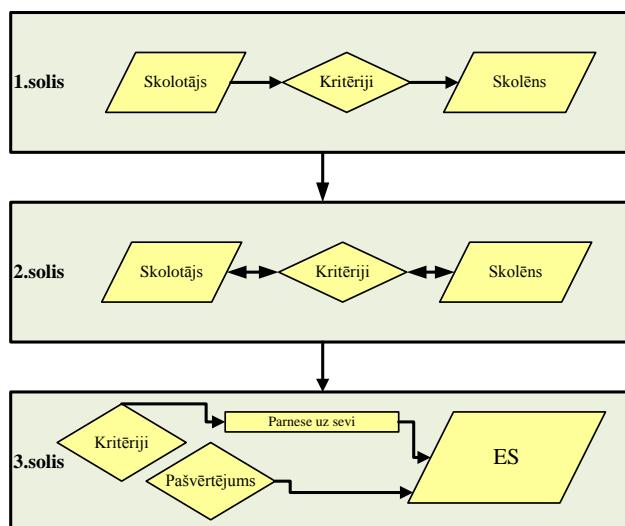 1.solis
Skolotājs
Kritēriji
Skolēns
2.solis
Skolotājs
Kritēriji
Skolēns
3.solis
Kritēriji
Parnese uz sevi
Pašvērtējums
ES